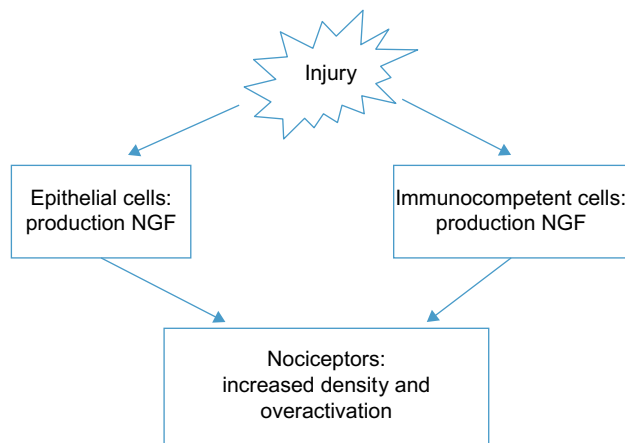 Injury
Epithelial cells:
production NGF
Immunocompetent cells:
production NGF
Nociceptors:
increased density and
overactivation